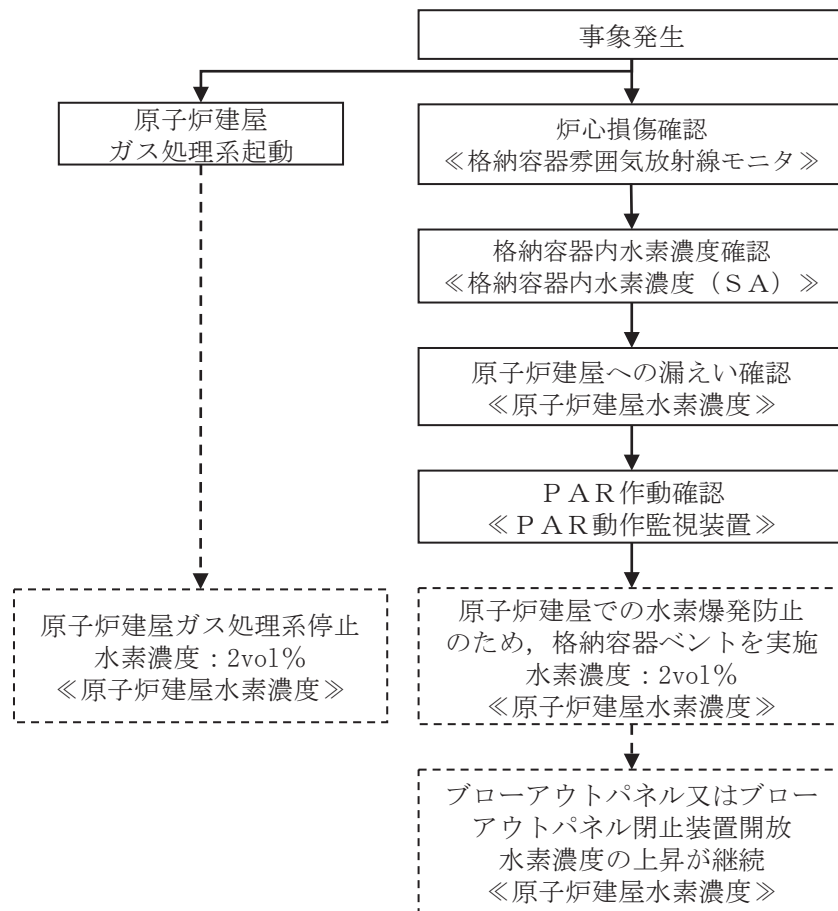 事象発生
原子炉建屋
ガス処理系起動
炉心損傷確認
≪格納容器雰囲気放射線モニタ≫
格納容器内水素濃度確認
≪格納容器内水素濃度（ＳＡ）≫
原子炉建屋への漏えい確認
≪原子炉建屋水素濃度≫
ＰＡＲ作動確認
≪ＰＡＲ動作監視装置≫
原子炉建屋ガス処理系停止
水素濃度：2vol％
≪原子炉建屋水素濃度≫
原子炉建屋での水素爆発防止
のため，格納容器ベントを実施
水素濃度：2vol％
≪原子炉建屋水素濃度≫
ブローアウトパネル又はブロー
アウトパネル閉止装置開放
水素濃度の上昇が継続
≪原子炉建屋水素濃度≫